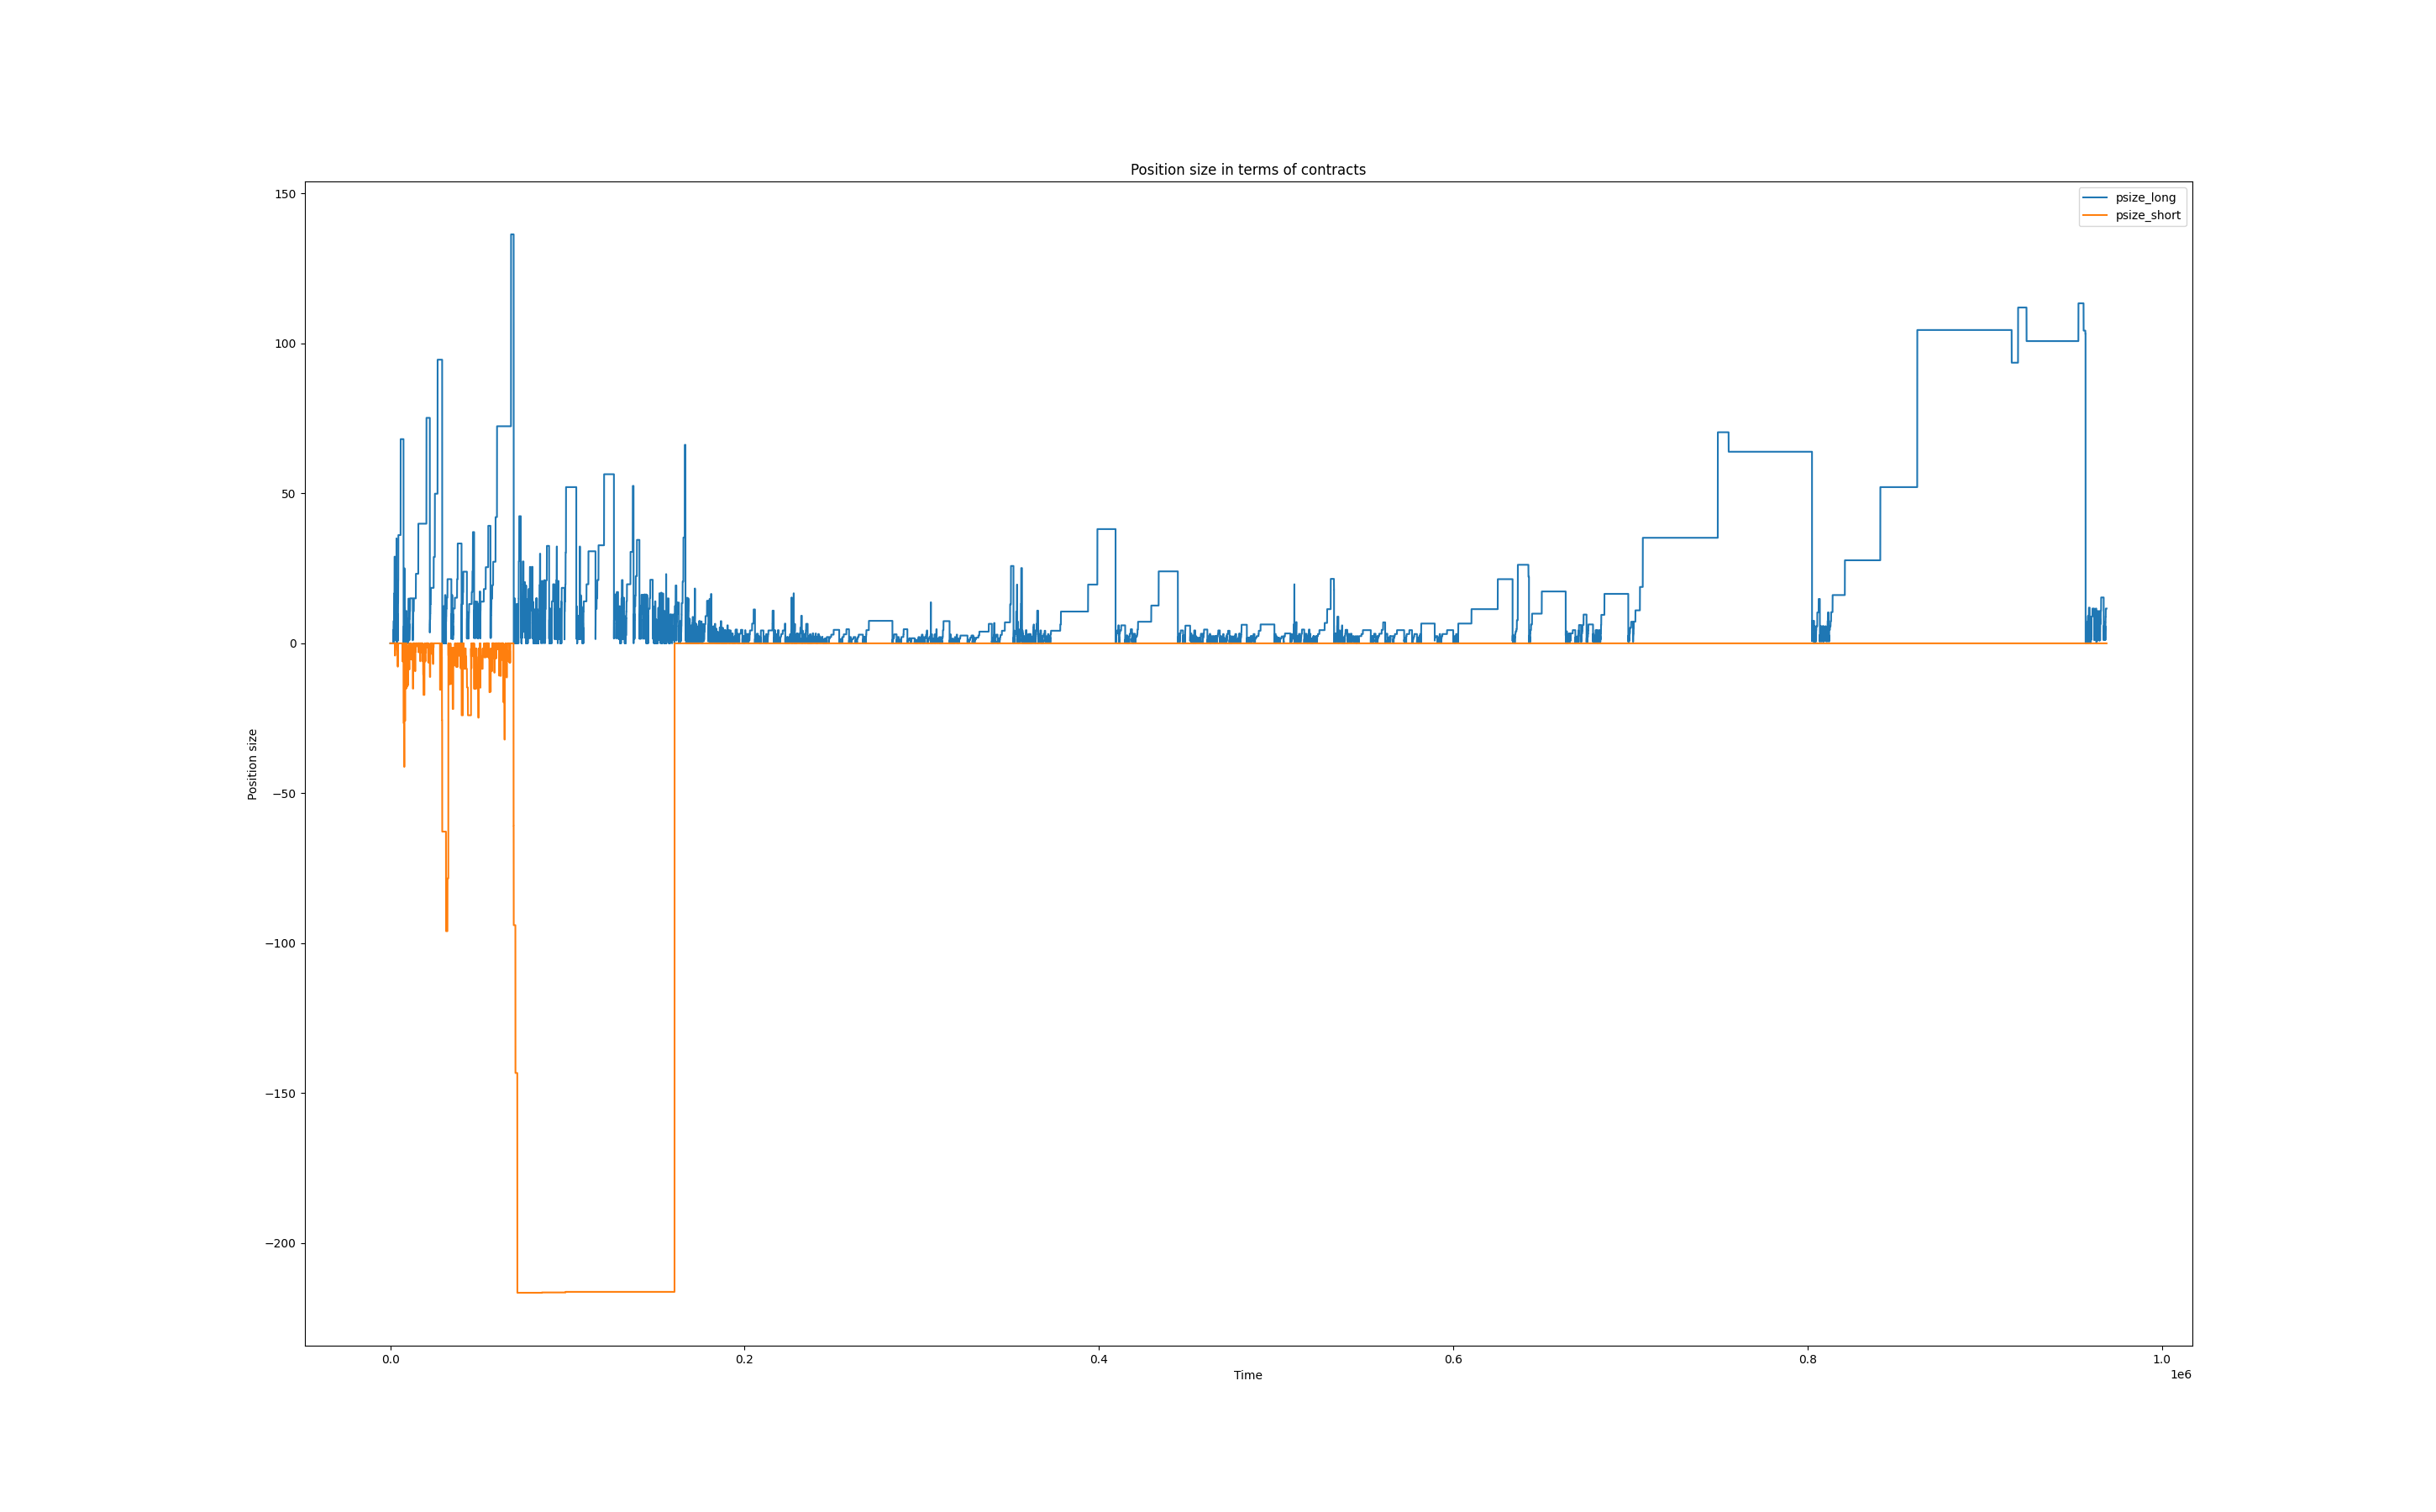 Position size in terms of contracts
psize_long
psize_short
150
100
50
0
−50
−100
−150
−200
Position size
0.0 0.2 0.4 0.6 0.8 1.0
1e6
Time